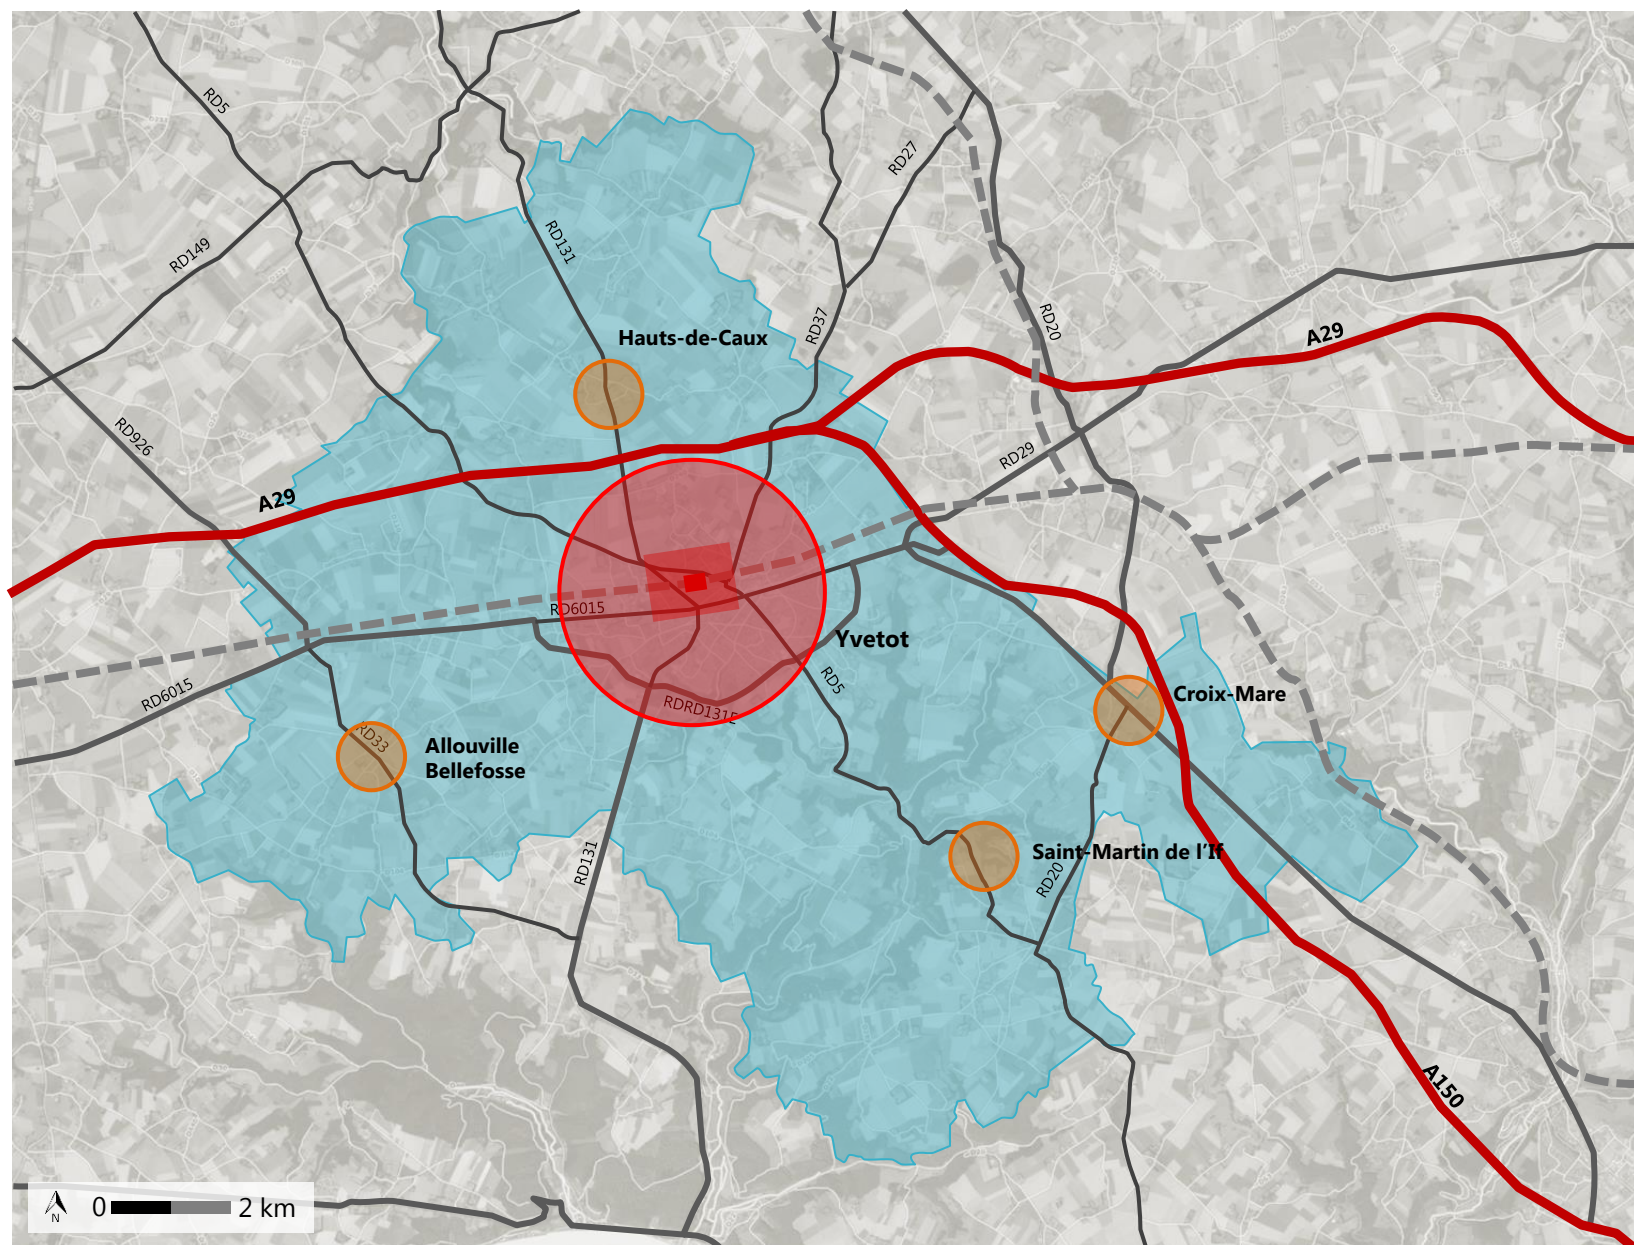 RD5
RD27
RD149
RD131
RD20
RD37
Hauts-de-Caux
A29
RD926
RD29
A29
RD6015
Yvetot
RD5
RD6015
RDRD131E
Croix-Mare
RD33
Allouville
Bellefosse
RD131
Saint-Martin de l'If
RD20
A150
N
0
2 km